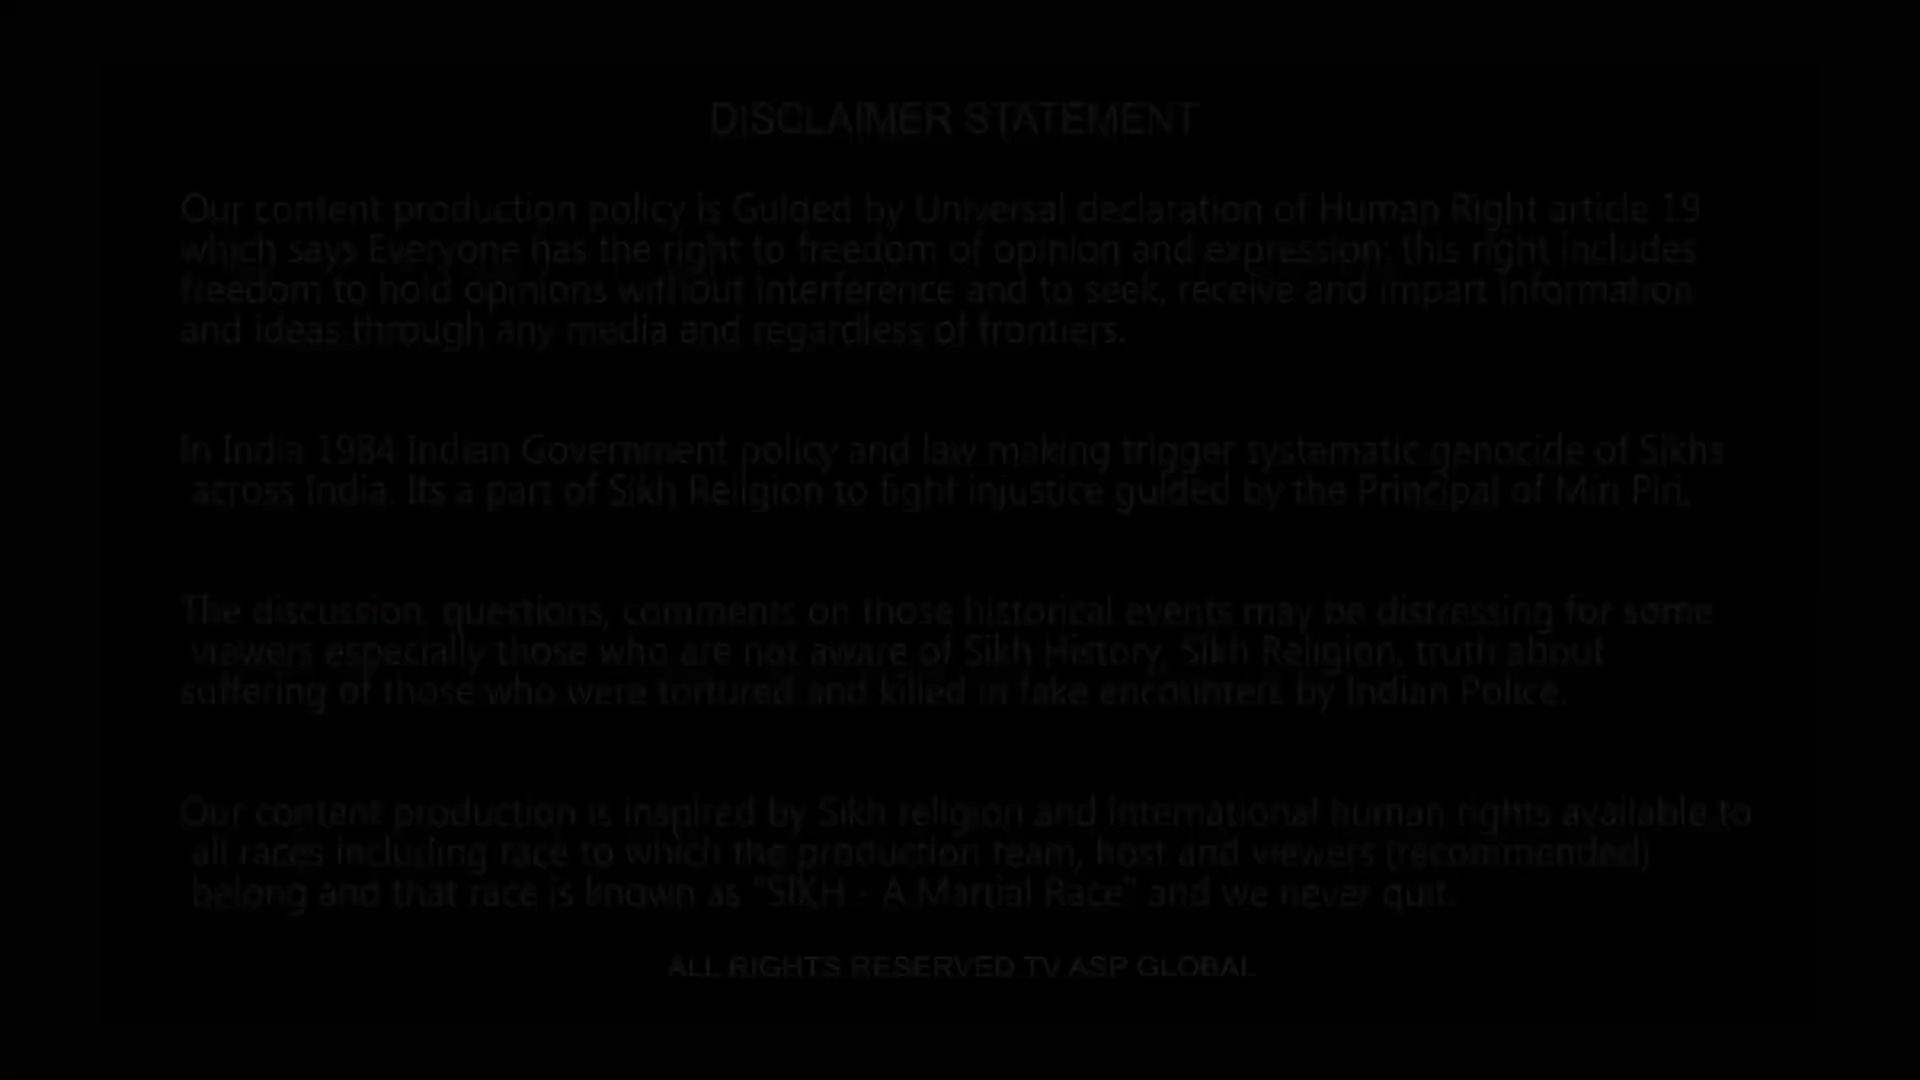 DISCLAIMER STATEMENT
Our content production policy is Guided by Universal declaration of Human Right article 19
which says Everyone has the right to freedom of opinion and expression; this right includes
freedom to hold opinions without interference and to seek, receive and impart information
and ideas through any media and regardless of frontiers.
In India 1984 Indian Government policy and law making trigger systematic genocide of Sikhs
across India. Its a part of Sikh Religion to fight injustice guided by the Principal of Miri Piri.
The discussion, questions, comments on those historical events may be distressing for some
viewers especially those who are not aware of Sikh History, Sikh Religion, truth about
suffering of those who were tortured and killed in fake encounters by Indian Police.
Our content production is inspired by Sikh religion and International human rights available to
all races including race to which the production team, host and viewers (recommended)
belong and that race is known as "SIKH - A Martial Race" and we never quit.
ALL RIGHTS RESERVED TV ASP GLOBAL